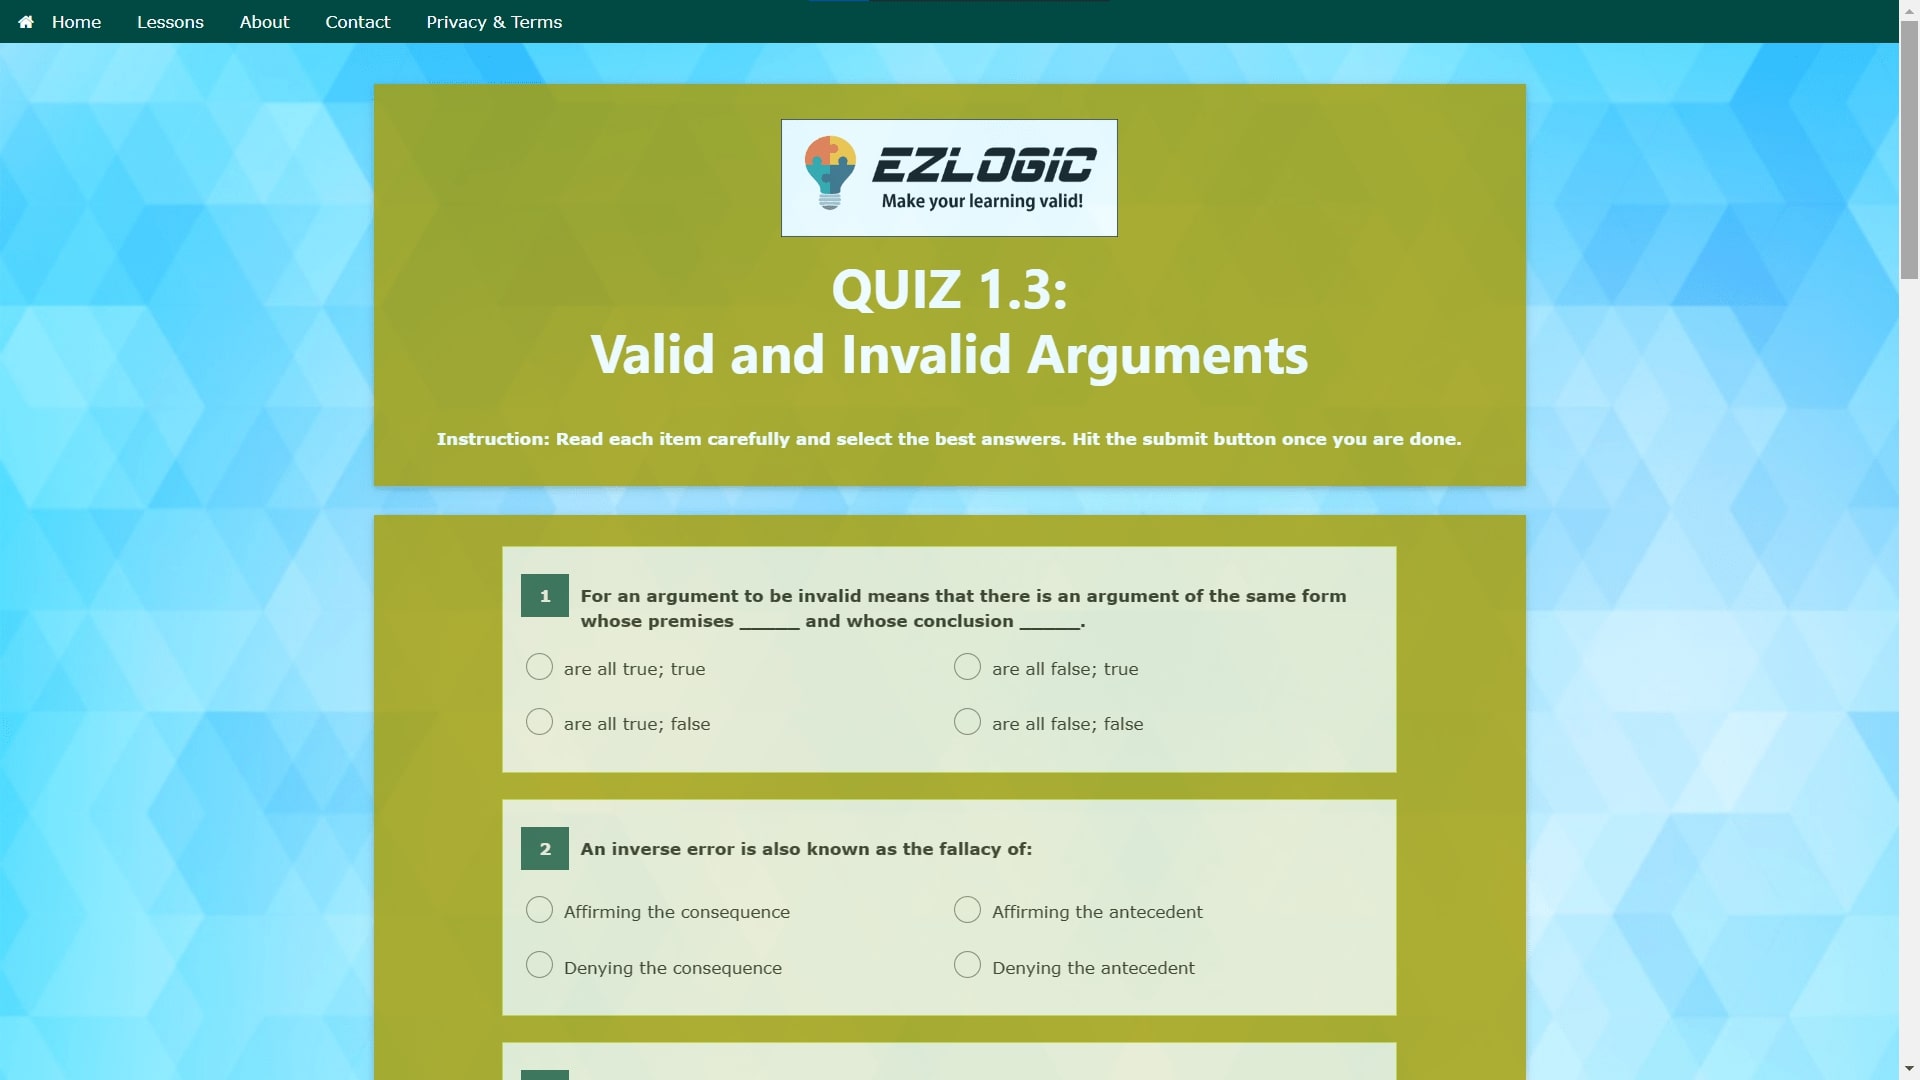 Home Lessons About Contact Privacy & Terms
EZLOGIC
Make your learning valid!
QUIZ 1.3:
Valid and Invalid Arguments
Instruction: Read each item carefully and select the best answers. Hit the submit button once you are done.
1 For an argument to be invalid means that there is an argument of the same form
whose premises _____ and whose conclusion _____.
are all true; true are all false; true
are all true; false are all false; false
2 An inverse error is also known as the fallacy of:
Affirming the consequence Affirming the antecedent
Denying the consequence Denying the antecedent